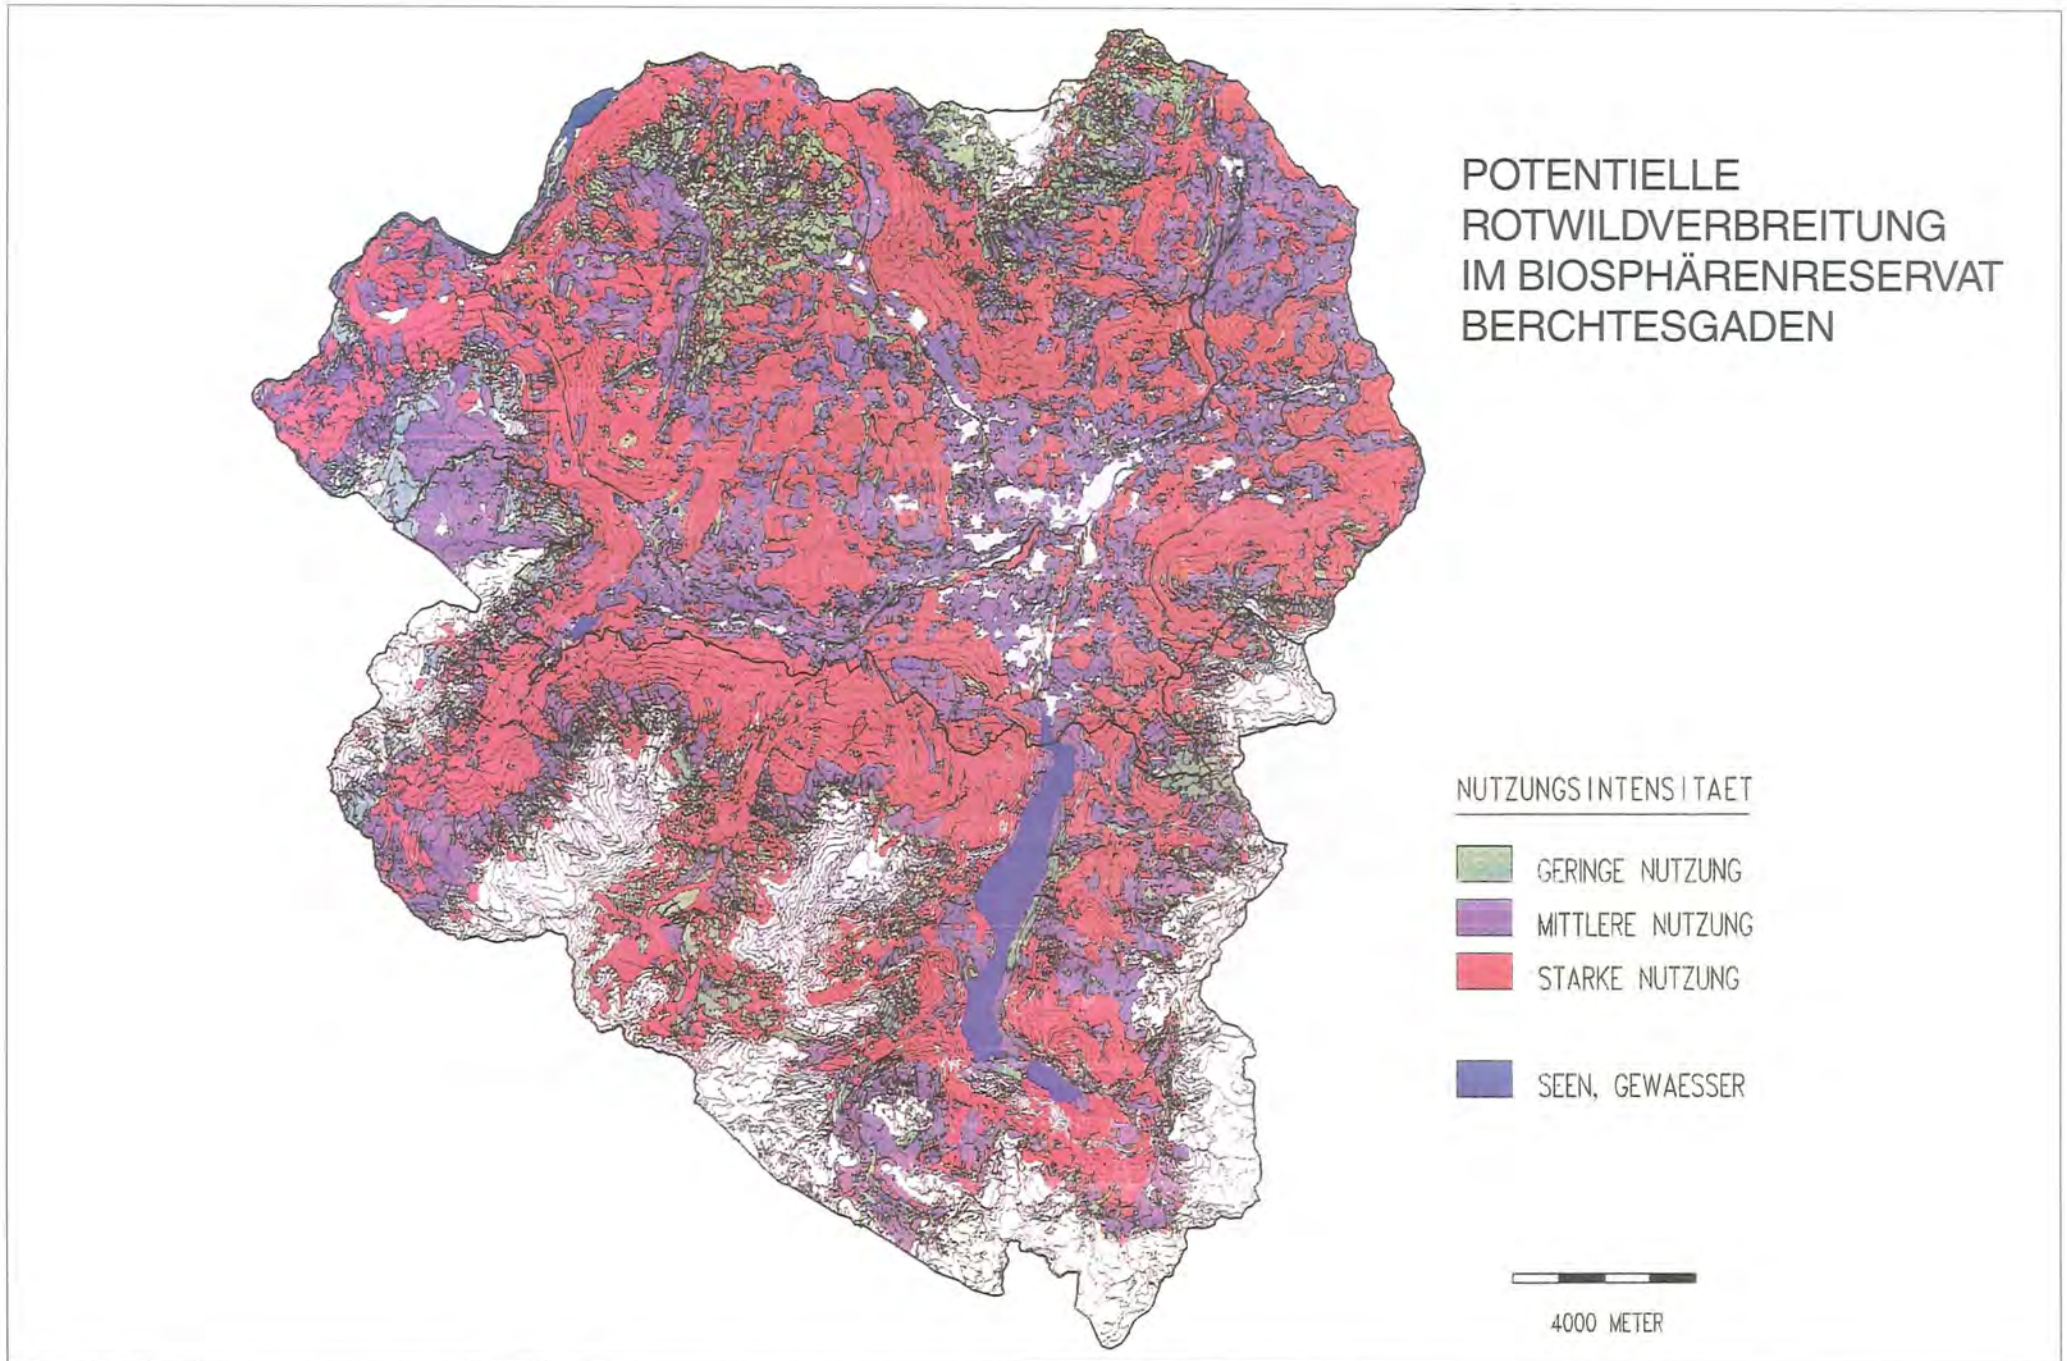 POTENTIELLE
ROTWILDVERBREITUNG
IM BIOSPHÄRENRESERVAT
BERCHTESGADEN
NUTZUNGSINTENSITAET
GERINGE NUTZUNG
MITTLERE NUTZUNG
STARKE NUTZUNG
SEEN, GEWAESSER
4000 METER